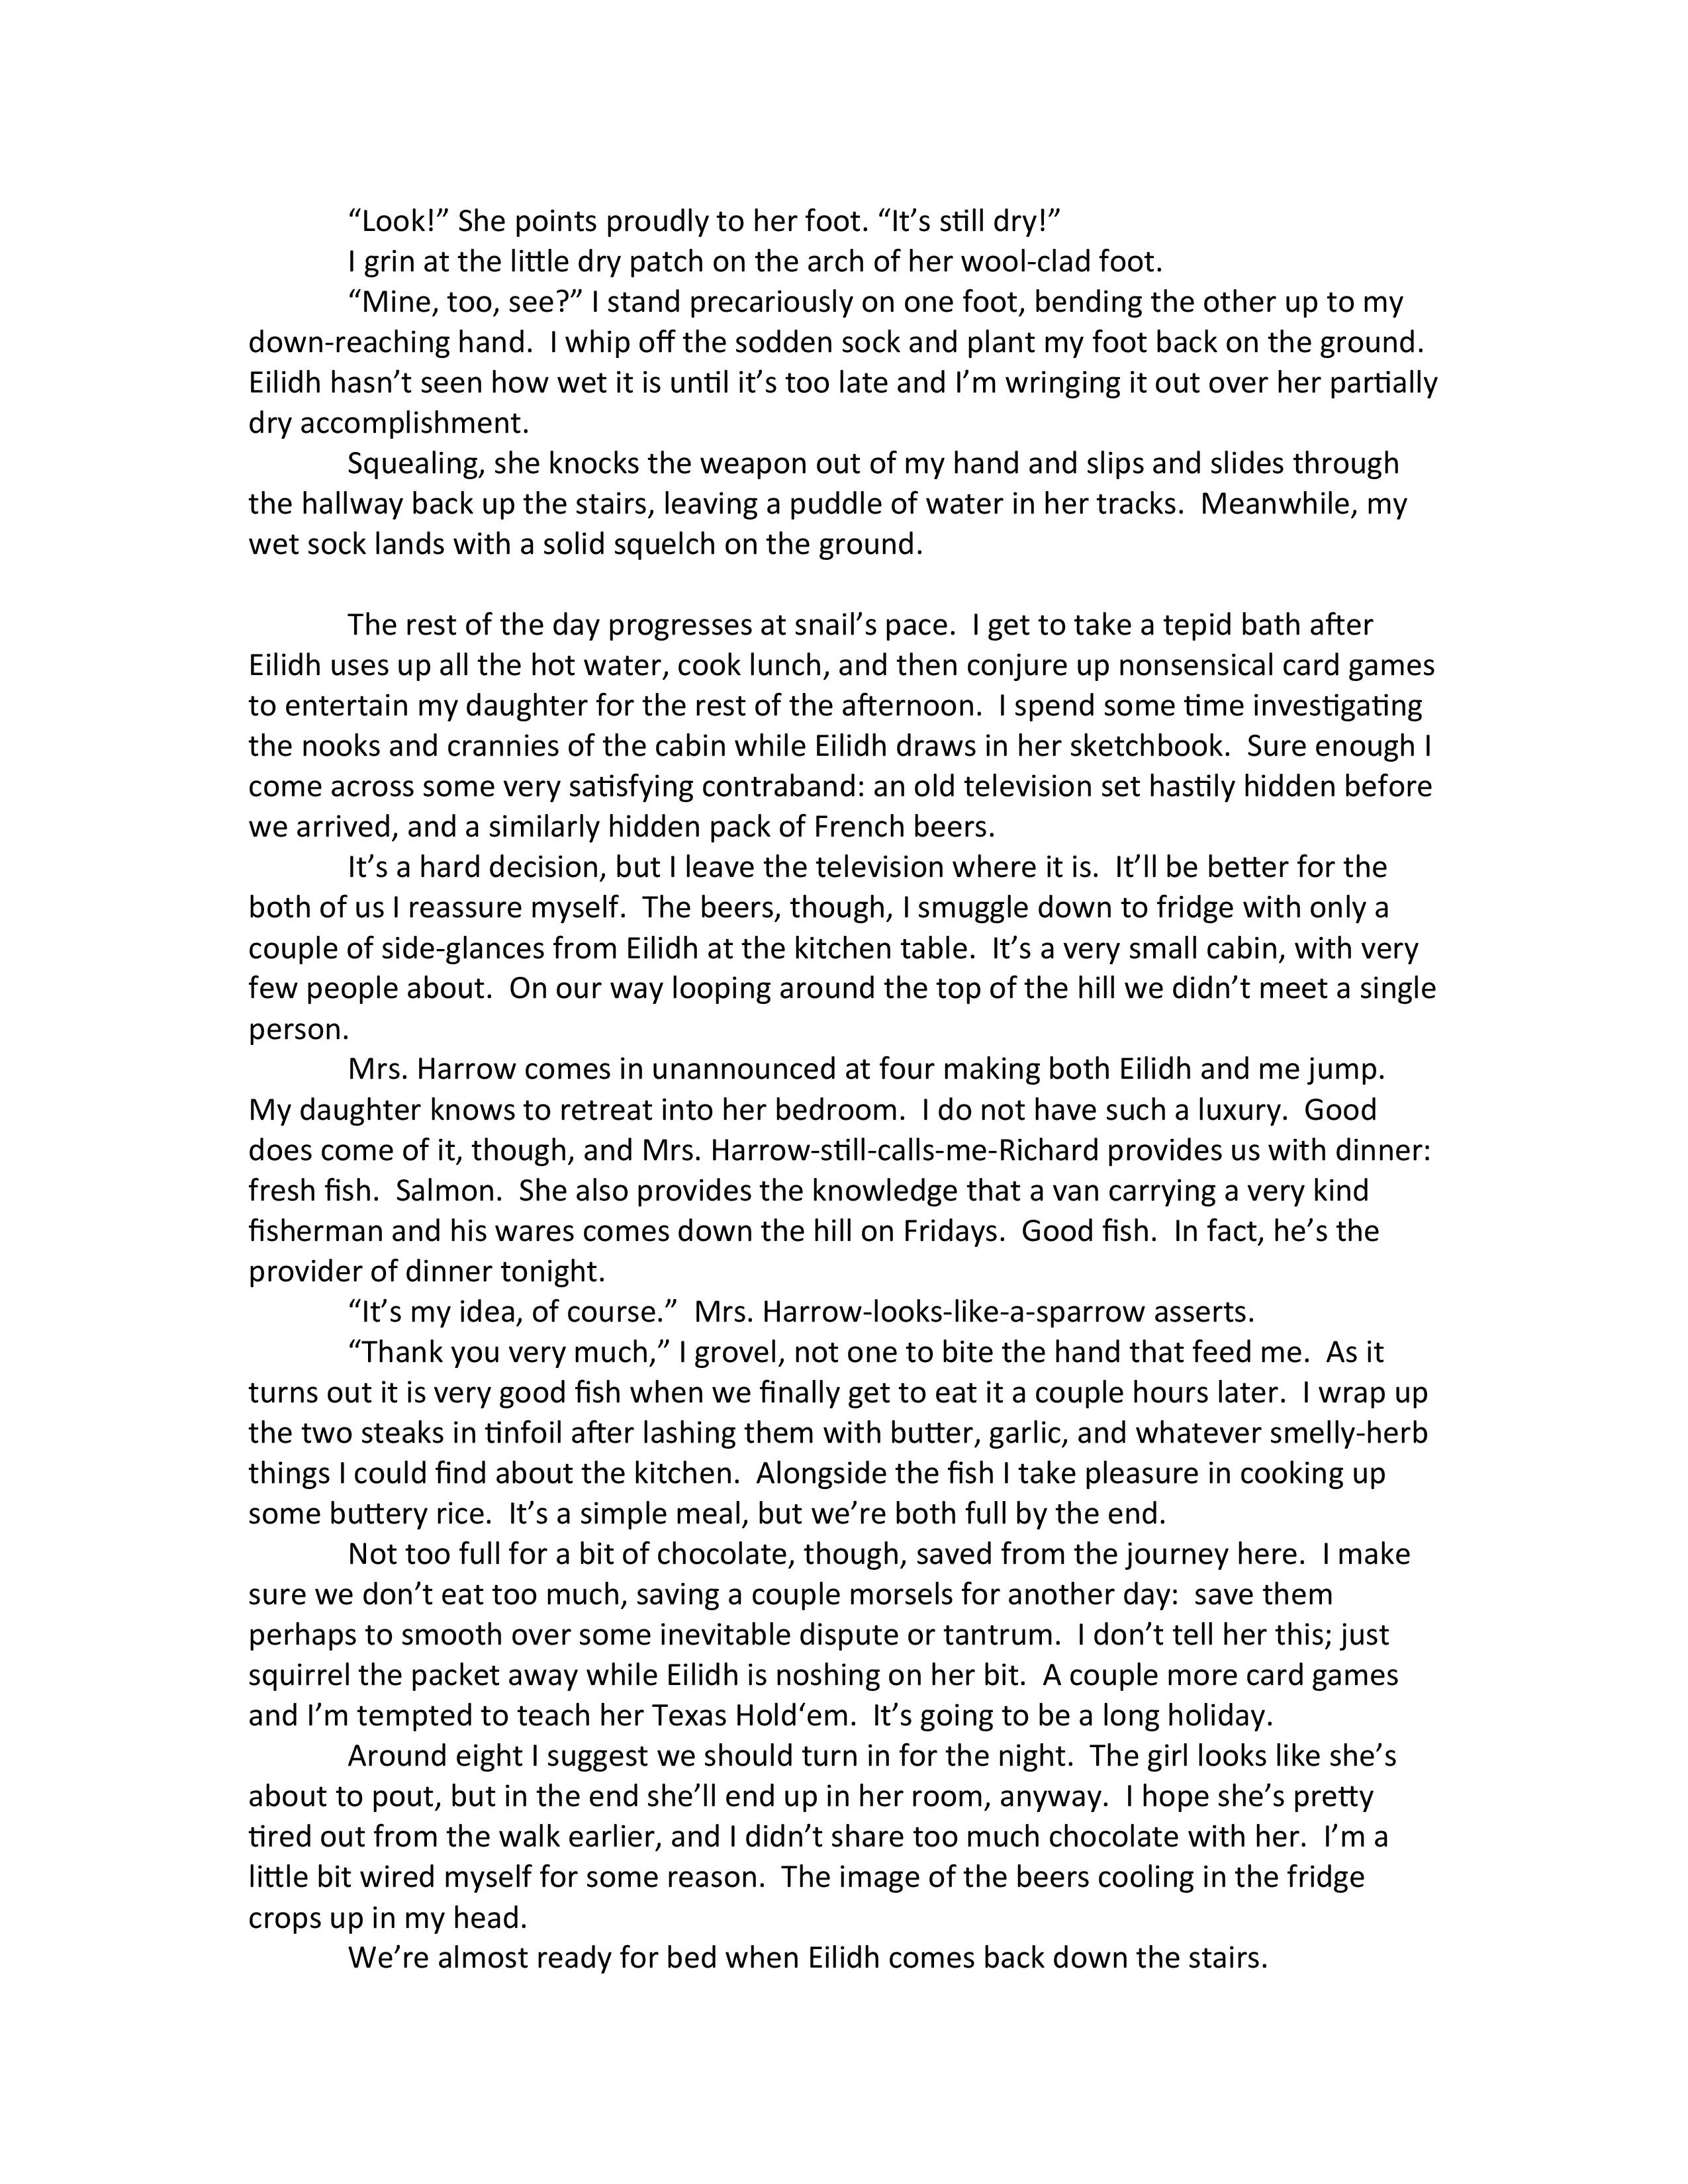 “Look!” She points proudly to her foot. “It’s still dry!”
I grin at the little dry patch on the arch of her wool-clad foot.
“Mine, too, see?” I stand precariously on one foot, bending the other up to my
down-reaching hand.  I whip off the sodden sock and plant my foot back on the ground.
Eilidh hasn’t seen how wet it is until it’s too late and I’m wringing it out over her partially
dry accomplishment.
Squealing, she knocks the weapon out of my hand and slips and slides through
the hallway back up the stairs, leaving a puddle of water in her tracks.  Meanwhile, my
wet sock lands with a solid squelch on the ground.
The rest of the day progresses at snail’s pace.  I get to take a tepid bath after
Eilidh uses up all the hot water, cook lunch, and then conjure up nonsensical card games
to entertain my daughter for the rest of the afternoon.  I spend some time investigating
the nooks and crannies of the cabin while Eilidh draws in her sketchbook.  Sure enough I
come across some very satisfying contraband: an old television set hastily hidden before
we arrived, and a similarly hidden pack of French beers.
It’s a hard decision, but I leave the television where it is.  It’ll be better for the
both of us I reassure myself.  The beers, though, I smuggle down to fridge with only a
couple of side-glances from Eilidh at the kitchen table.  It’s a very small cabin, with very
few people about.  On our way looping around the top of the hill we didn’t meet a single
person.
Mrs. Harrow comes in unannounced at four making both Eilidh and me jump.
My daughter knows to retreat into her bedroom.  I do not have such a luxury.  Good
does come of it, though, and Mrs. Harrow-still-calls-me-Richard provides us with dinner:
fresh fish.  Salmon.  She also provides the knowledge that a van carrying a very kind
fisherman and his wares comes down the hill on Fridays.  Good fish.  In fact, he’s the
provider of dinner tonight.
“It’s my idea, of course.”  Mrs. Harrow-looks-like-a-sparrow asserts.
“Thank you very much,” I grovel, not one to bite the hand that feed me.  As it
turns out it is very good fish when we finally get to eat it a couple hours later.  I wrap up
the two steaks in tinfoil after lashing them with butter, garlic, and whatever smelly-herb
things I could find about the kitchen.  Alongside the fish I take pleasure in cooking up
some buttery rice.  It’s a simple meal, but we’re both full by the end.
Not too full for a bit of chocolate, though, saved from the journey here.  I make
sure we don’t eat too much, saving a couple morsels for another day:  save them
perhaps to smooth over some inevitable dispute or tantrum.  I don’t tell her this; just
squirrel the packet away while Eilidh is noshing on her bit.  A couple more card games
and I’m tempted to teach her Texas Hold‘em.  It’s going to be a long holiday.
Around eight I suggest we should turn in for the night.  The girl looks like she’s
about to pout, but in the end she’ll end up in her room, anyway.  I hope she’s pretty
tired out from the walk earlier, and I didn’t share too much chocolate with her.  I’m a
little bit wired myself for some reason.  The image of the beers cooling in the fridge
crops up in my head.
We’re almost ready for bed when Eilidh comes back down the stairs.